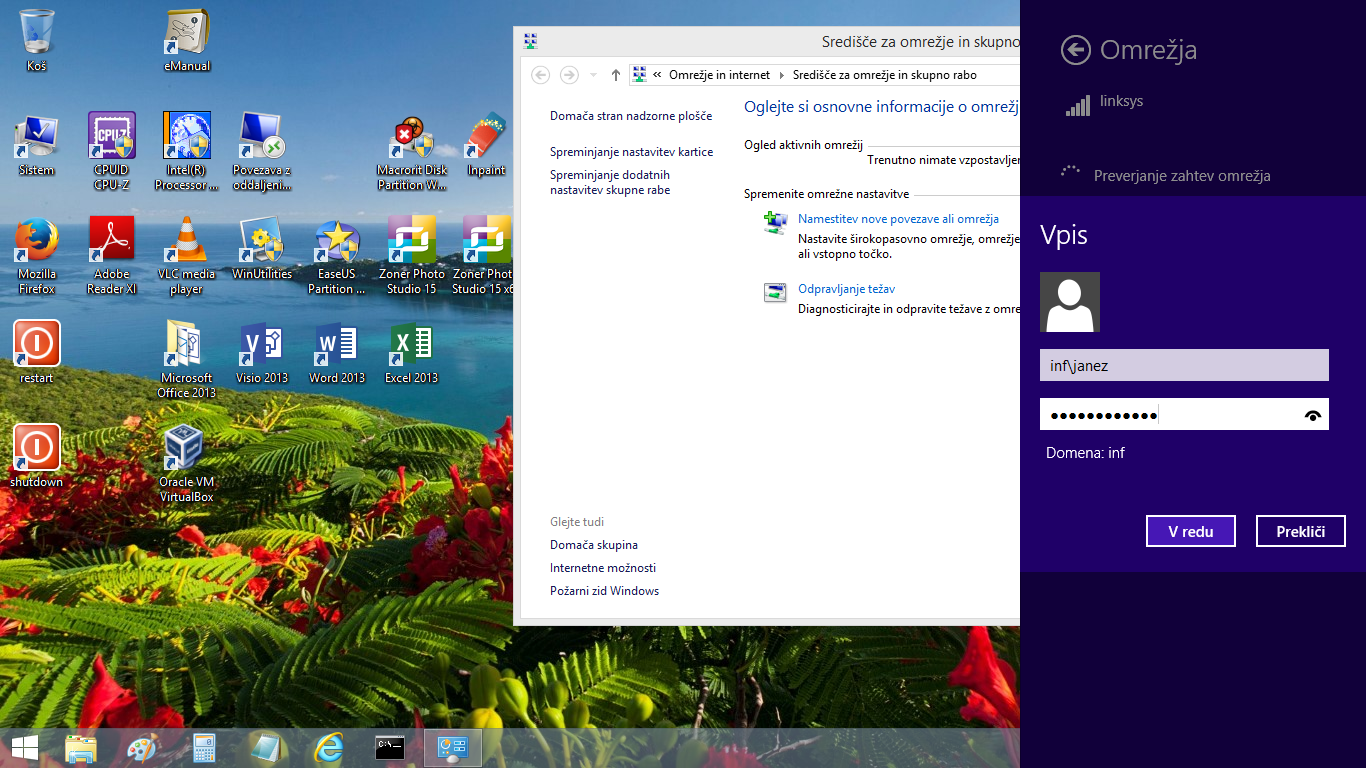 Koš
eManual
Sistem
CPUID
CPU-Z
Intel(R)
Processor ...
Povezava z
oddaljeni...
Macrorit Disk
Partition W...
Inpaint
Mozilla
Firefox
Adobe
Reader XI
VLC media
player
WinUtilities
EaseUS
Partition ...
Zoner Photo
Studio 15
Zoner Phot
Studio 15 x6
restart
Microsoft
Office 2013
Visio 2013
Word 2013
Excel 2013
shutdown
Oracle VM
VirtualBox
Središče za omrežje in skupno
« Omrežje in internet
Središče za omrežje in skupno rabo
Domača stran nadzorne plošče
Spreminjanje nastavitev kartice
Spreminjanje dodatnih
nastavitev skupne rabe
Oglejte si osnovne informacije o omrežj
Ogled aktivnih omrežij
Trenutno nimate vzpostavljen
Spremenite omrežne nastavitve
Namestitev nove povezave ali omrežja
Nastavite širokopasovno omrežje, omrežje
ali vstopno točko.
Odpravljanje težav
Diagnosticirajte in odpravite težave z omre
Glejte tudi
Domača skupina
Internetne možnosti
Požarni zid Windows
Omrežja
linksys
Preverjanje zahtev omrežja
Vpis
inf\janez
●●●●●●●●●●●●
Domena: inf
V redu
Prekliči